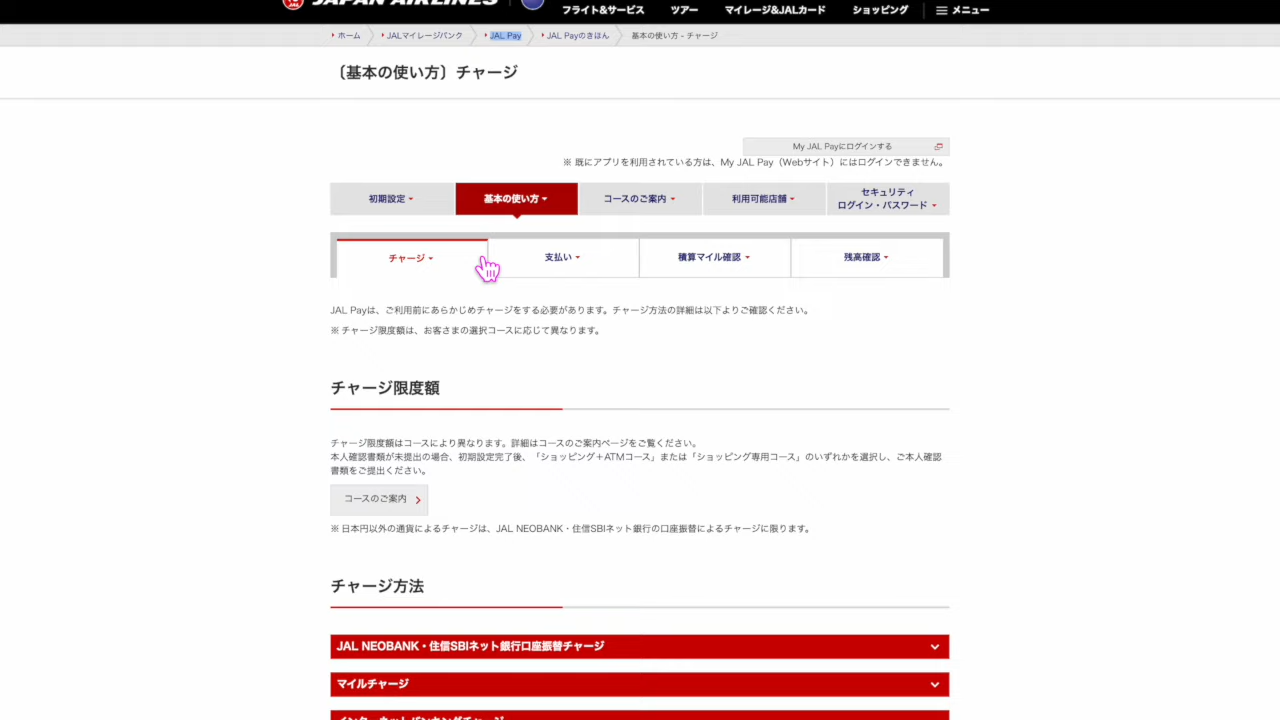 JAPAN AIRLINES
フライト&サービス ツアー マイレージ&JALカード ショッピング メニュー
ホーム JALマイレージバンク JAL Pay JAL Payのきほん 基本の使い方 - チャージ
〔基本の使い方〕チャージ
My JAL Payにログインする
※ 既にアプリを利用されている方は、My JAL Pay（Webサイト）にはログインできません。
初期設定 基本の使い方 コースのご案内 利用可能店舗 セキュリティ
ログイン・パスワード
チャージ 支払い 積算マイル確認 残高確認
JAL Payは、ご利用前にあらかじめチャージをする必要があります。チャージ方法の詳細は以下よりご確認ください。
※ チャージ限度額は、お客さまの選択コースに応じて異なります。
チャージ限度額
チャージ限度額はコースにより異なります。詳細はコースのご案内ページをご覧ください。
本人確認書類が未提出の場合、初期設定完了後、「ショッピング＋ATMコース」または「ショッピング専用コース」のいずれかを選択し、ご本人確認
書類をご提出ください。
コースのご案内
※ 日本円以外の通貨によるチャージは、JAL NEOBANK・住信SBIネット銀行の口座振替によるチャージに限ります。
チャージ方法
JAL NEOBANK・住信SBIネット銀行口座振替チャージ
マイルチャージ
インターネットバンキングチャージ